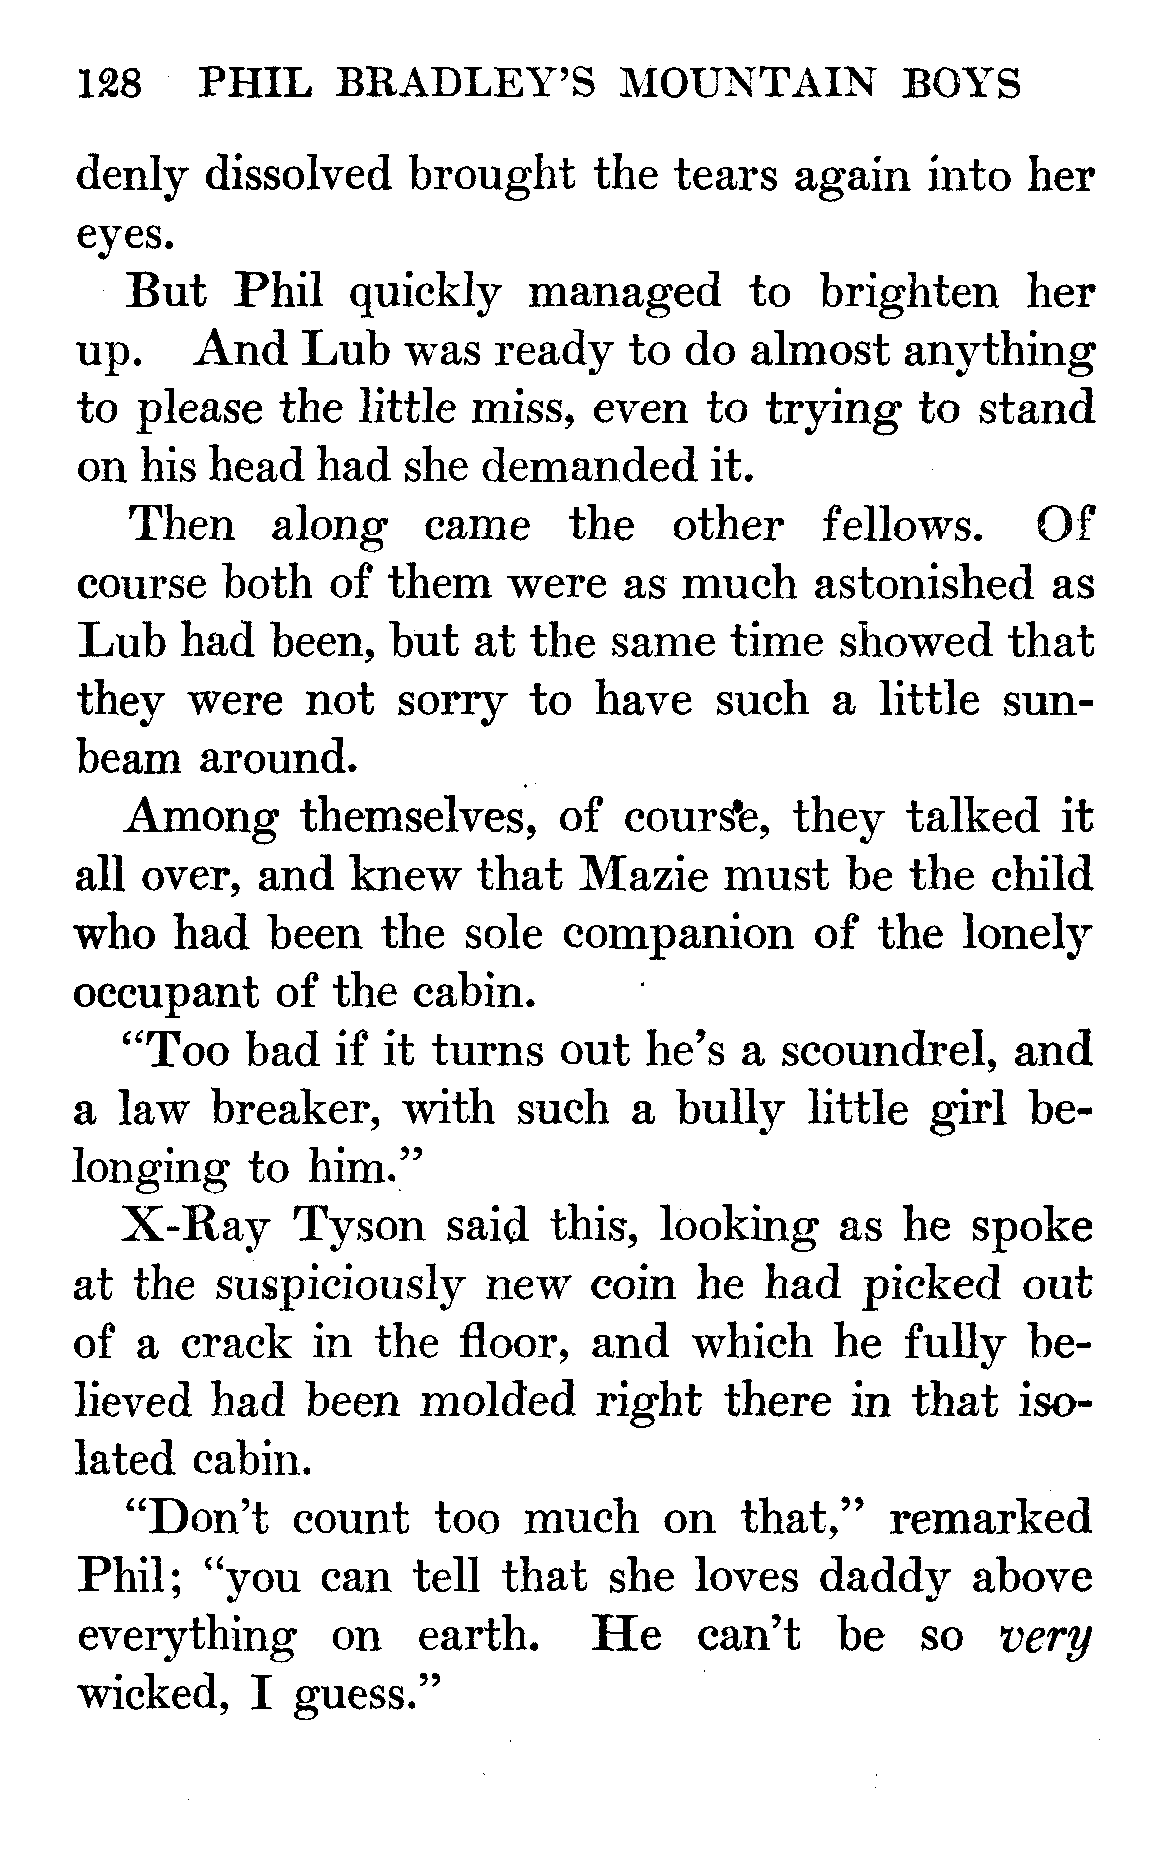 128 PHIL BRADLEY'S MOUNTAIN BOYS
denly dissolved brought the tears again into her
eyes.
But Phil quickly managed to brighten her
up. And Lub was ready to do almost anything
to please the little miss, even to trying to stand
on his head had she demanded it.
Then along came the other fellows. Of
course both of them were as much astonished as
Lub had been, but at the same time showed that
they were not sorry to have such a little sun-
beam around.
Among themselves, of course, they talked it
all over, and knew that Mazie must be the child
who had been the sole companion of the lonely
occupant of the cabin.
“Too bad if it turns out he’s a scoundrel, and
a law breaker, with such a bully little girl be-
longing to him.”
X-Ray Tyson said this, looking as he spoke
at the suspiciously new coin he had picked out
of a crack in the floor, and which he fully be-
lieved had been molded right there in that iso-
lated cabin.
“Don’t count too much on that,” remarked
Phil; “you can tell that she loves daddy above
everything on earth. He can’t be so very
wicked, I guess.”